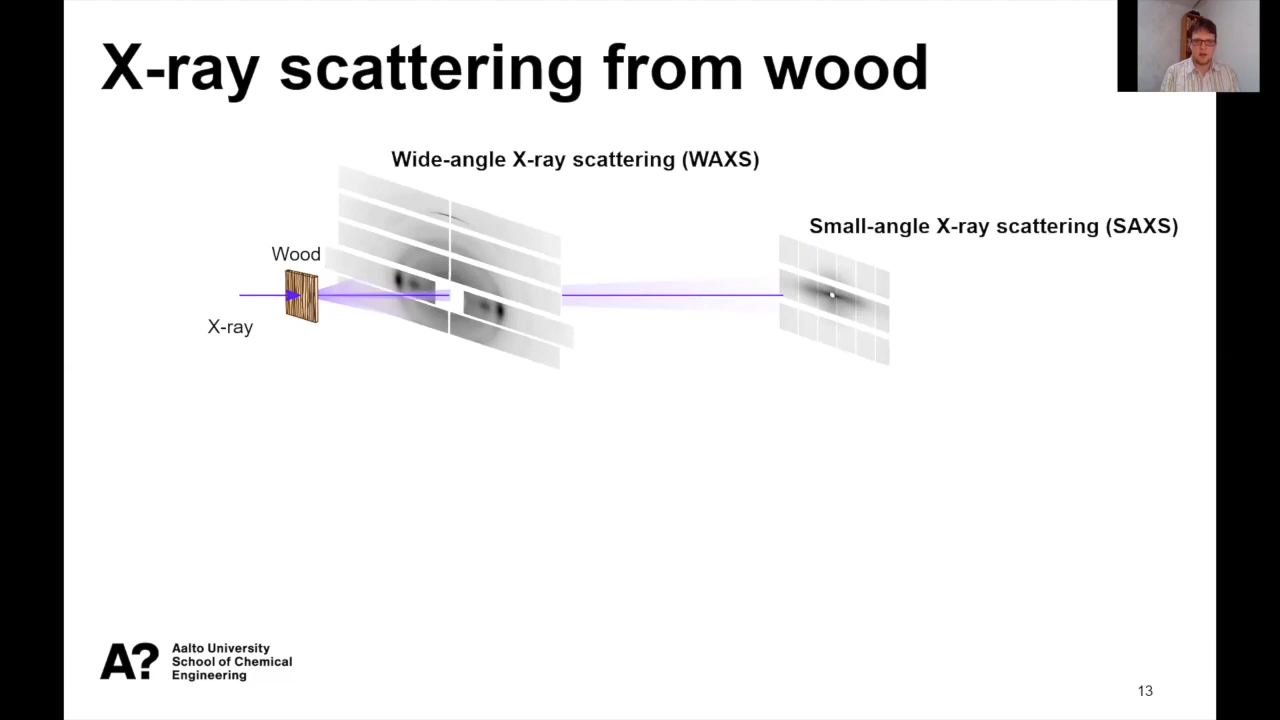 X-ray scattering from wood
Wide-angle X-ray scattering (WAXS)
Small-angle X-ray scattering (SAXS)
Wood
X-ray
A?
Aalto University
School of Chemical
Engineering
13